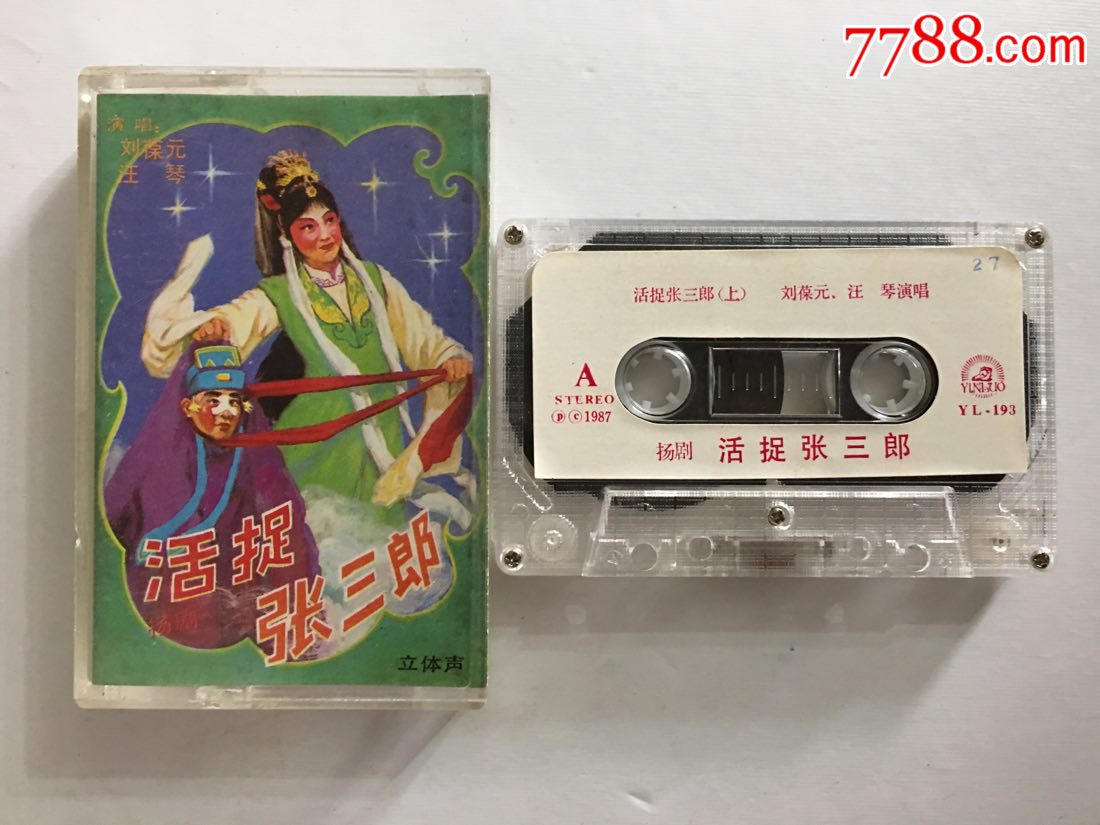 7788.com
演唱:
刘葆元
汪 琴
活捉
张三郎
扬剧
立体声
27
活捉张三郎(上) 刘葆元、汪 琴演唱
A
STEREO
ⓟ ⓒ 1987
YL-193
扬剧 活捉张三郎